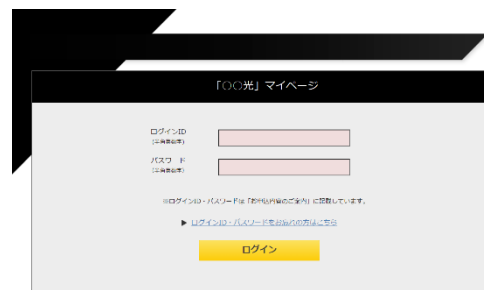 「〇〇光」マイページ
ログインID
(半角英数字)
パスワード
(半角英数字)
※ログインID・パスワードは「お申込内容のご案内」に記載しています。
▶ ログインID・パスワードをお忘れの方はこちら
ログイン